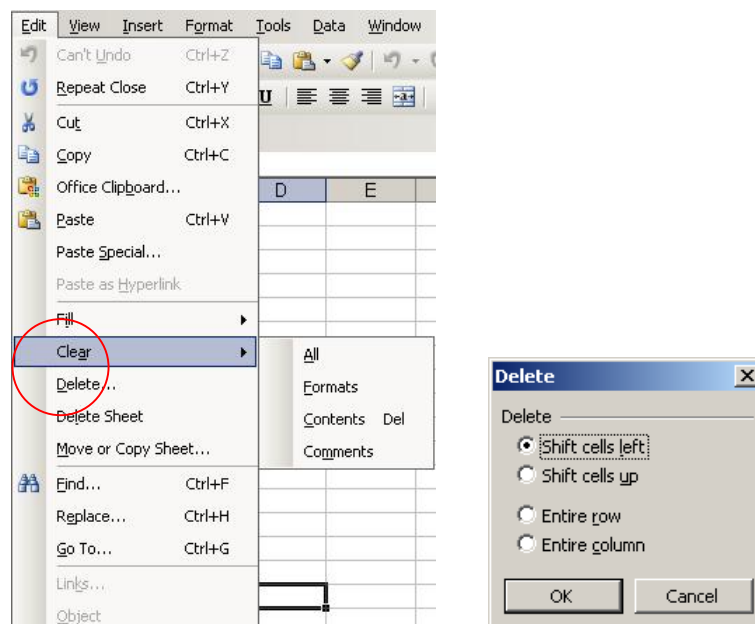 Edit View Insert Format Tools Data Window
Can't Undo Ctrl+Z
Repeat Close Ctrl+Y
U
Cut Ctrl+X
Copy Ctrl+C
Office Clipboard...
D E
Paste Ctrl+V
Paste Special...
Paste as Hyperlink
Fill
Clear
All
Delete...
Formats
Delete Sheet
Contents Del
Move or Copy Sheet...
Comments
Find... Ctrl+F
Replace... Ctrl+H
Go To... Ctrl+G
Links...
Object
Delete
Delete
Shift cells left
Shift cells up
Entire row
Entire column
OK Cancel